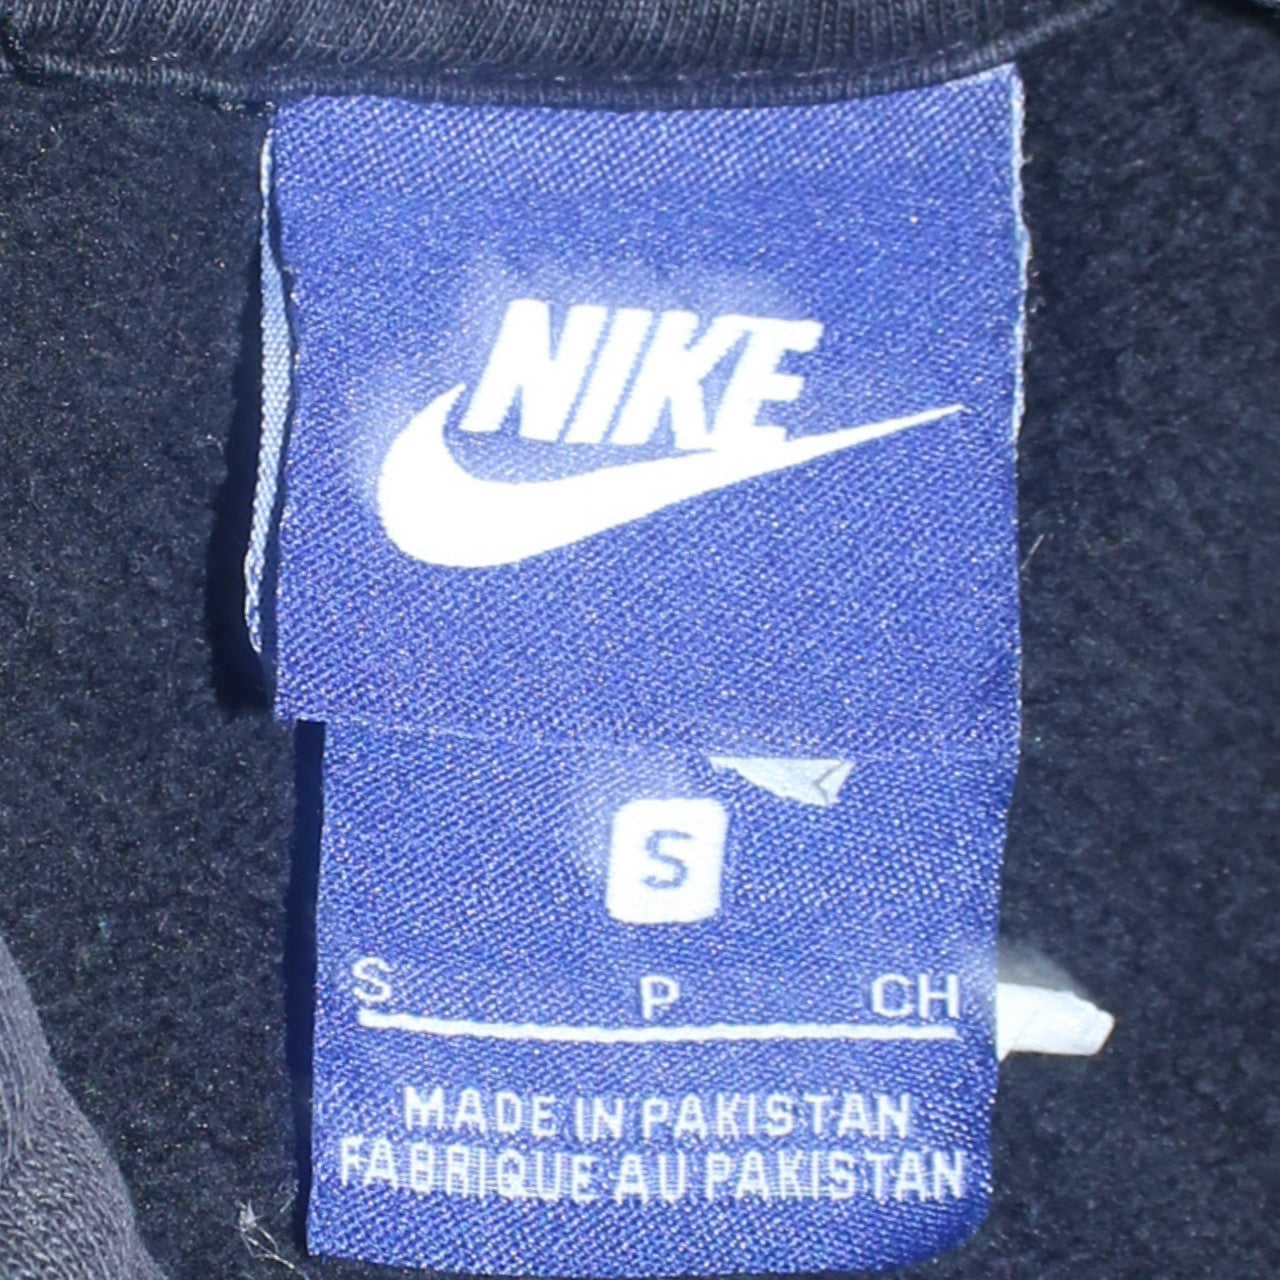 NIKE
S
S P CH
MADE IN PAKISTAN
FABRIQUE AU PAKISTAN